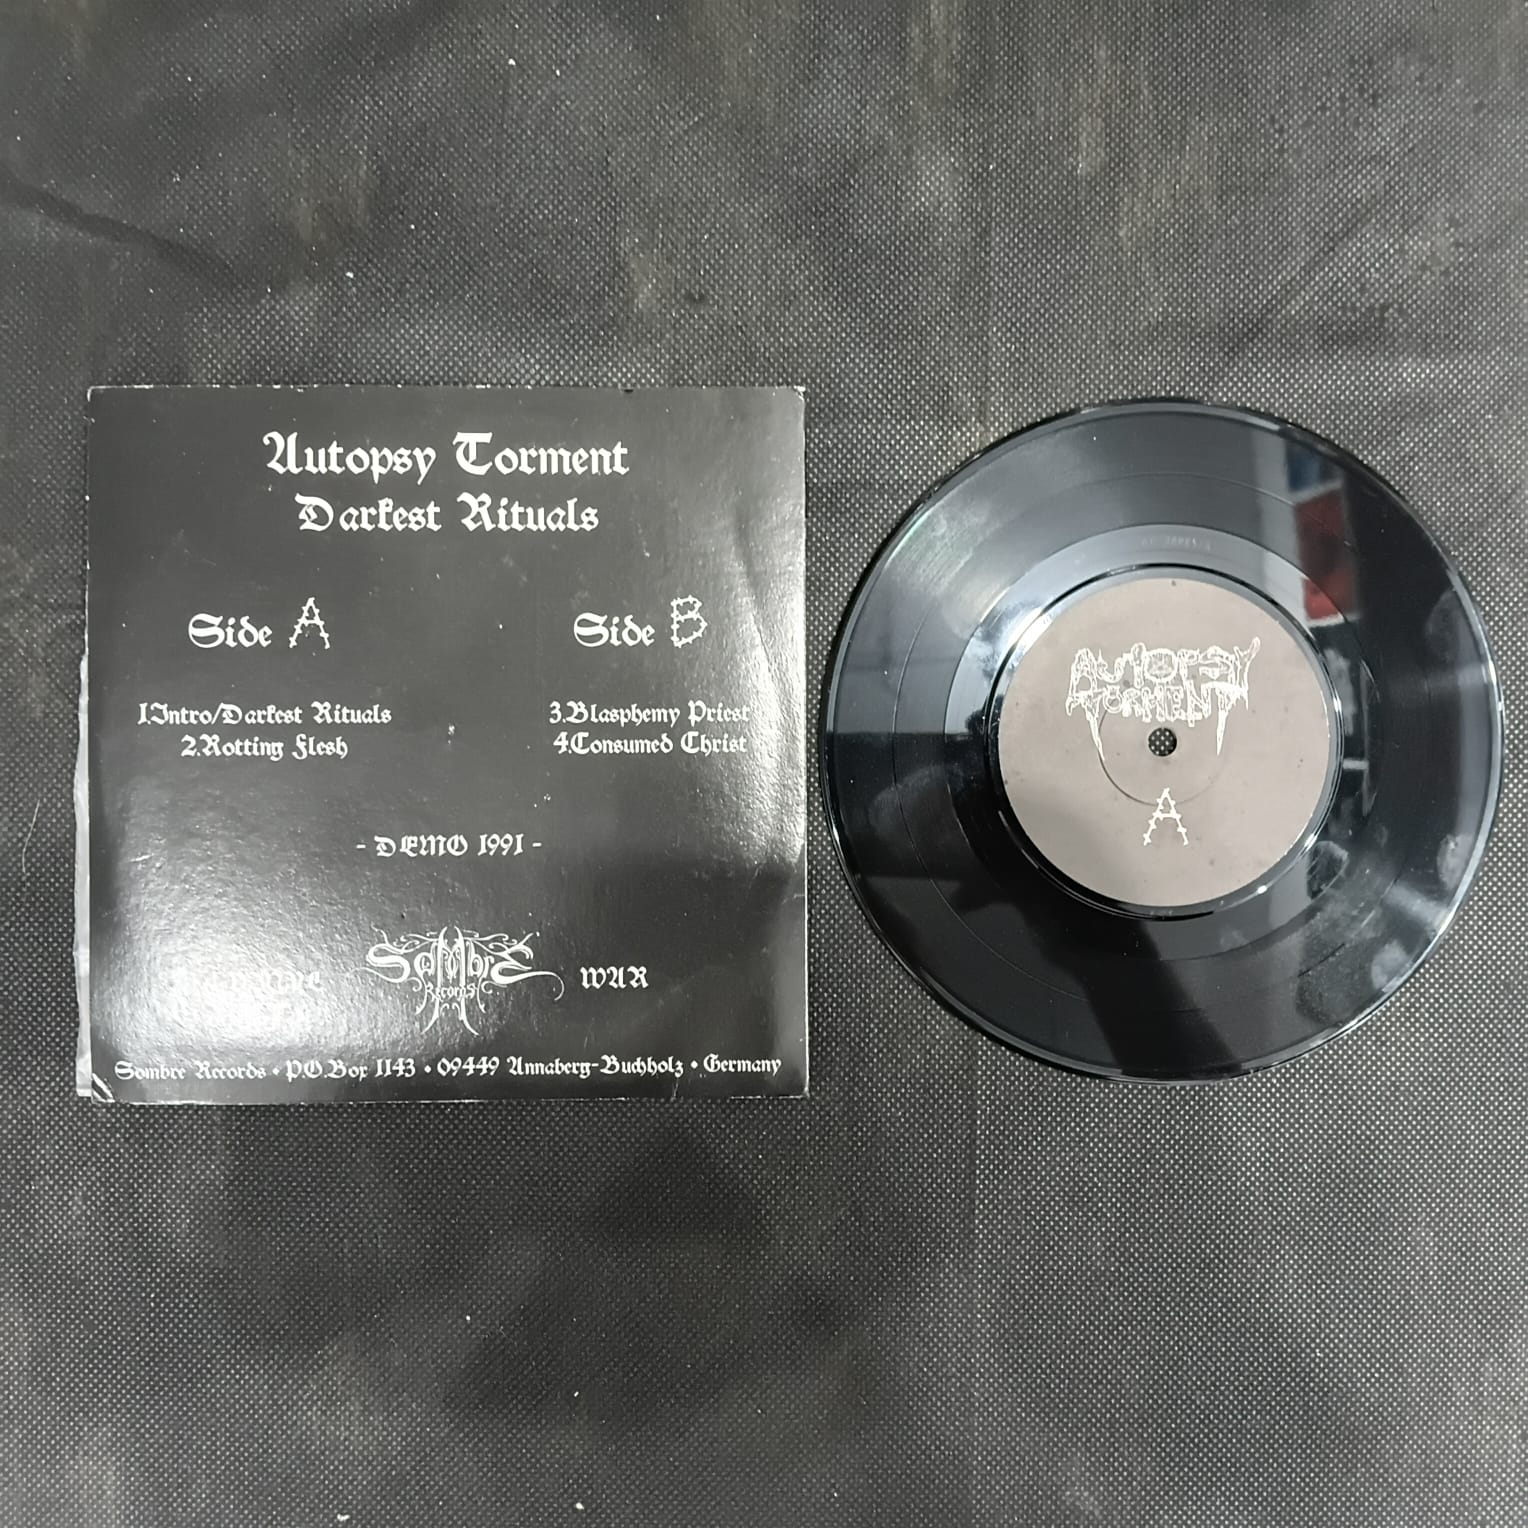 Autopsy Torment
Darkest Rituals
Side A
1.Intro/Darkest Rituals
2.Rotting Flesh
Side B
3.Blasphemy Priest
4.Consumed Christ
- DEMO 1991 -
SOMBRE
RECORDS
WAR
Sombre Records • P.O.Box 1143 • 09449 Annaberg-Buchholz • Germany
AUTOPSY
TORMENT
A